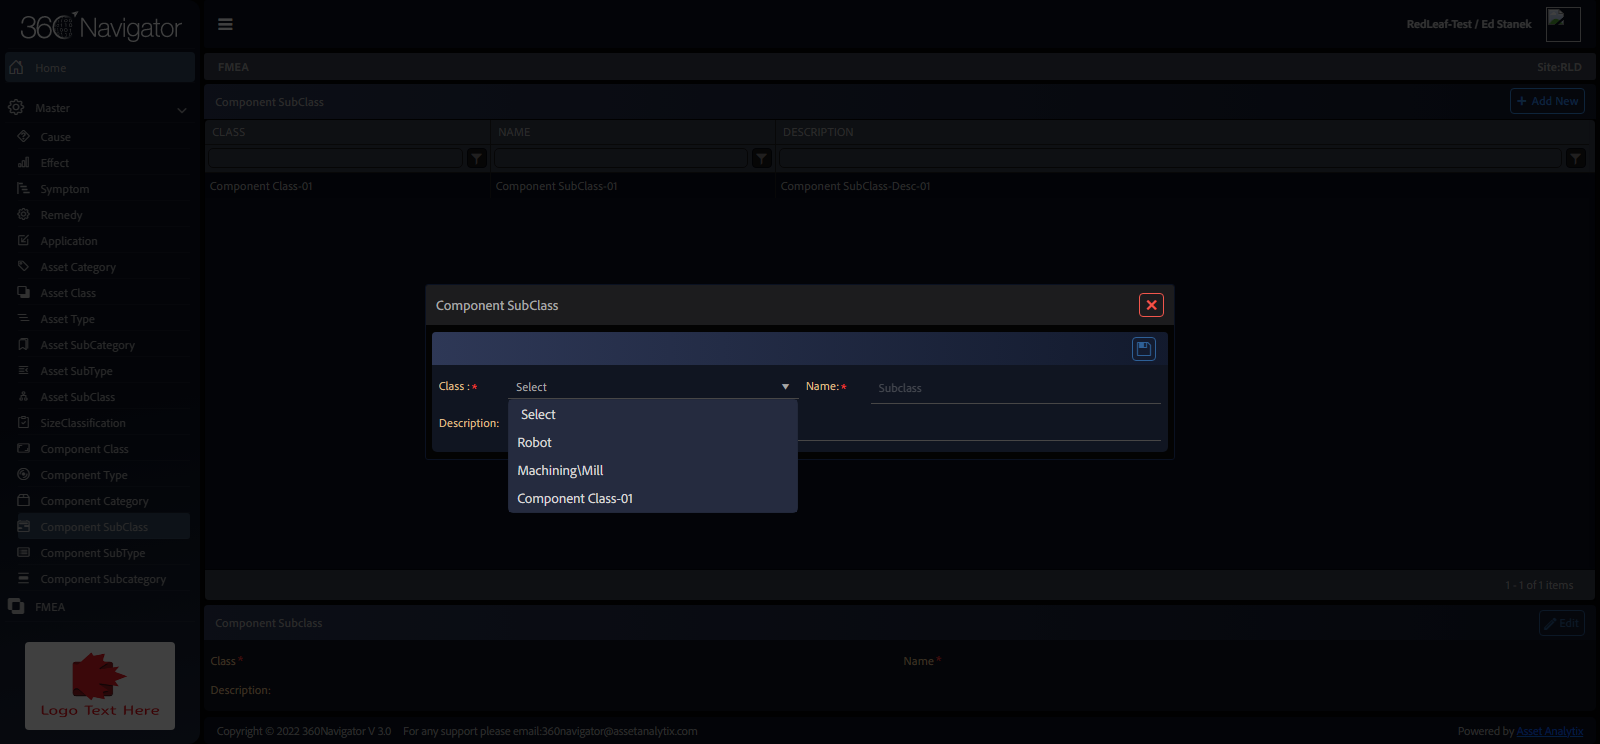 360 Navigator
RedLeaf-Test / Ed Stanek
Home
FMEA
Site:RLD
Master
Component SubClass
+ Add New
CLASS
NAME
DESCRIPTION
Component Class-01
Component SubClass-01
Component SubClass-Desc-01
Cause
Effect
Symptom
Remedy
Application
Asset Category
Asset Class
Asset Type
Asset SubCategory
Asset SubType
Asset SubClass
SizeClassification
Component Class
Component Type
Component Category
Component SubClass
Component SubType
Component Subcategory
FMEA
Logo Text Here
Component SubClass
Class : *
Select
Name: *
Subclass
Description:
Select
Robot
Machining\Mill
Component Class-01
1 - 1 of 1 items
Component Subclass
Edit
Class *
Name *
Description:
Copyright © 2022 360Navigator V 3.0
For any support please email:360navigator@assetanalytix.com
Powered by Asset Analytix